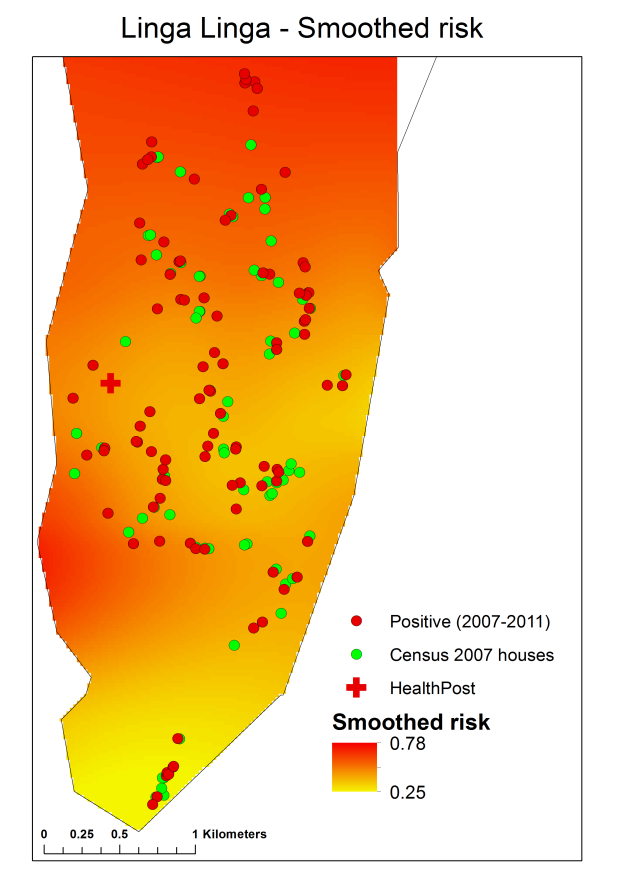 Linga Linga - Smoothed risk
Positive (2007-2011)
Census 2007 houses
HealthPost
Smoothed risk
0.78
0.25
0 0.25 0.5 1 Kilometers